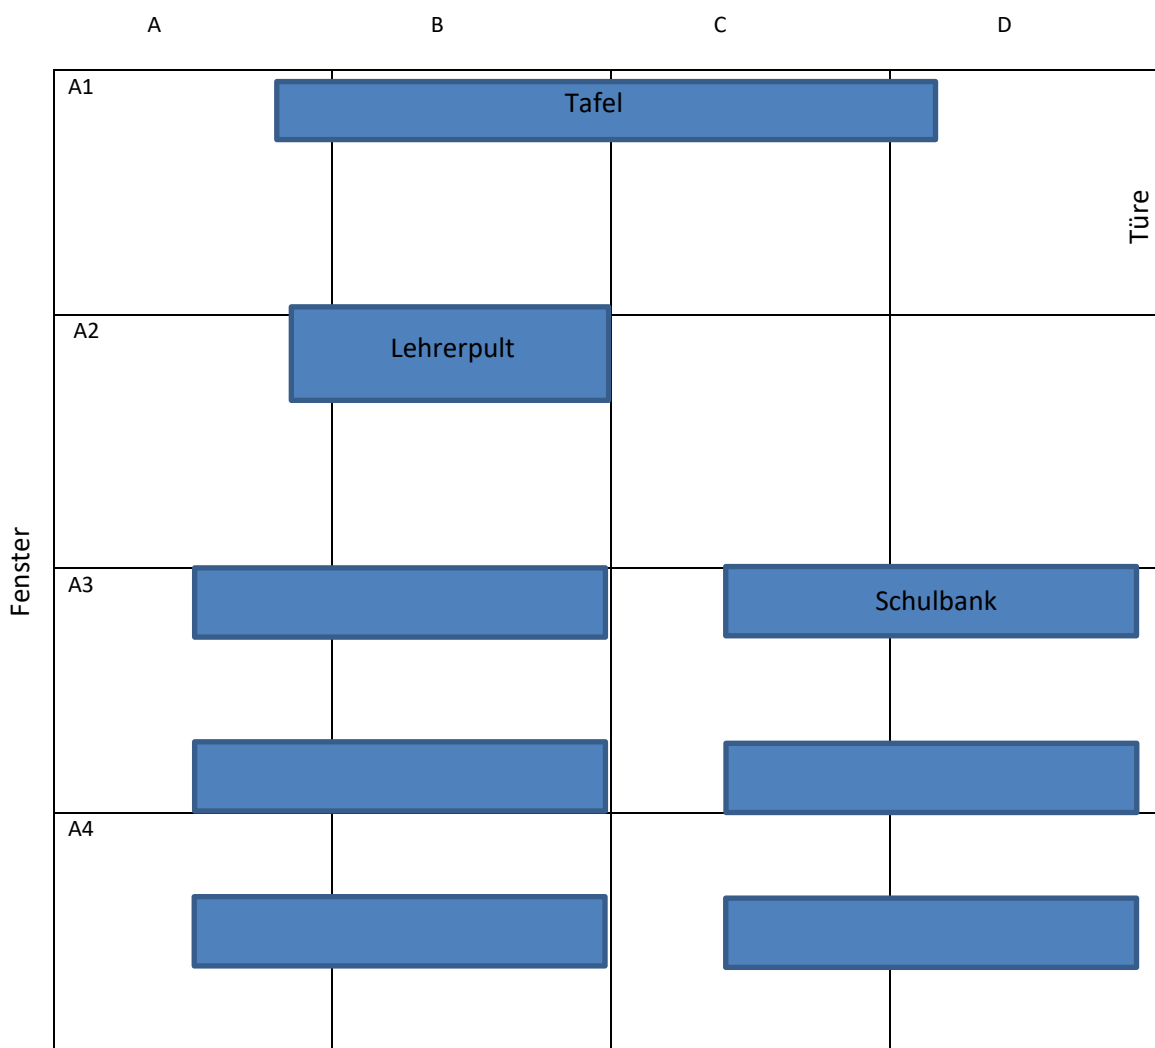 A B C D
A1
Tafel
Türe
A2
Lehrerpult
Fenster
A3
Schulbank
A4